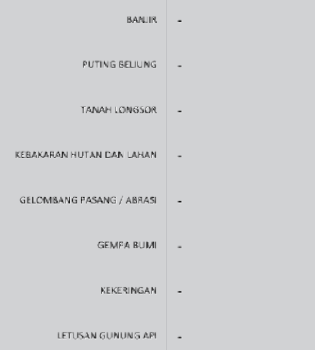 BANJIR -
PUTING BELIUNG -
TANAH LONGSOR -
KEBAKARAN HUTAN DAN LAHAN -
GELOMBANG PASANG / ABRASI -
GEMPA BUMI -
KEKERINGAN -
LETUSAN GUNUNG API -